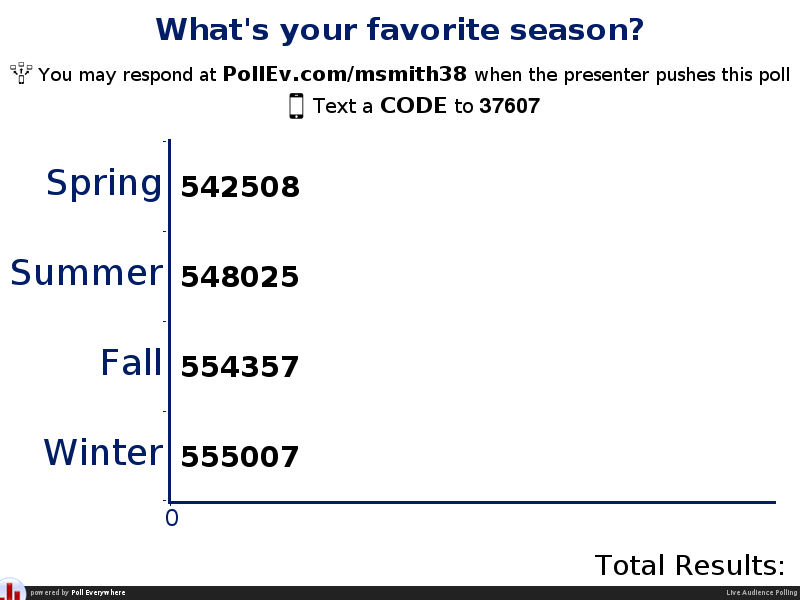 What's your favorite season?
You may respond at PollEv.com/msmith38 when the presenter pushes this poll
Text a CODE to 37607
Spring 542508
Summer 548025
Fall 554357
Winter 555007
0
Total Results:
powered by Poll Everywhere
Live Audience Polling